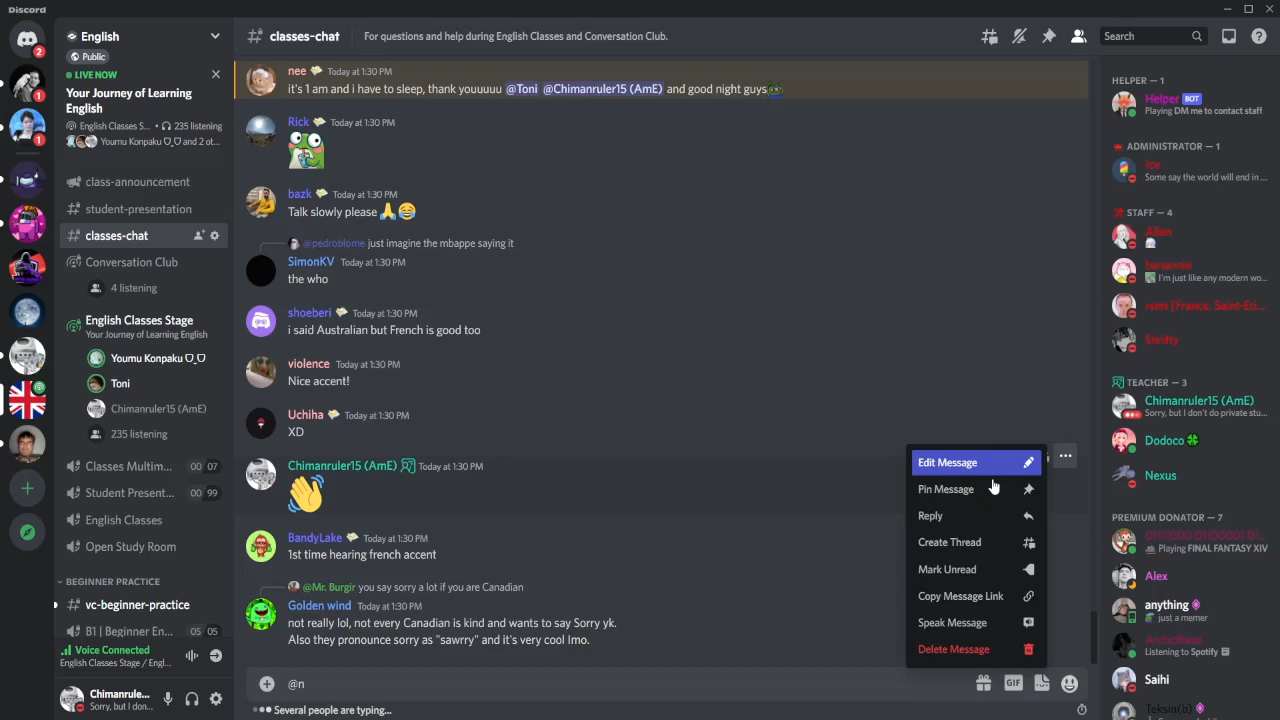 Discord
2
1
1
English
Public
LIVE NOW
Your Journey of Learning
English
English Classes S... • 235 listening
Youmu Konpaku Ʊ_Ʊ and 2 ot...
class-announcement
student-presentation
classes-chat
Conversation Club
4 listening
English Classes Stage
Your Journey of Learning English
Youmu Konpaku Ʊ_Ʊ
Toni
Chimanruler15 (AmE)
235 listening
Classes Multim... 00 07
Student Present... 00 99
English Classes
Open Study Room
BEGINNER PRACTICE
vc-beginner-practice
B1 | Beginner En... 05 05
Voice Connected
English Classes Stage / Engl...
Chimanrule...
Sorry, but I don...
# classes-chat For questions and help during English Classes and Conversation Club.
Search
nee Today at 1:30 PM
it's 1 am and i have to sleep, thank youuuuu @Toni @Chimanruler15 (AmE) and good night guys
Rick Today at 1:30 PM
bazk Today at 1:30 PM
Talk slowly please 🙏😂
@pedroblome just imagine the mbappe saying it
SimonKV Today at 1:30 PM
the who
shoeberi Today at 1:30 PM
i said Australian but French is good too
violence Today at 1:30 PM
Nice accent!
Uchiha Today at 1:30 PM
XD
Chimanruler15 (AmE) Today at 1:30 PM
👋
BandyLake Today at 1:30 PM
1st time hearing french accent
@Mr. Burgir you say sorry a lot if you are Canadian
Golden wind Today at 1:30 PM
not really lol, not every Canadian is kind and wants to say Sorry yk.
Also they pronounce sorry as "sawrry" and it's very cool Imo.
Edit Message
Pin Message
Reply
Create Thread
Mark Unread
Copy Message Link
Speak Message
Delete Message
@n
GIF
Several people are typing...
HELPER — 1
Helper BOT
Playing DM me to contact staff
ADMINISTRATOR — 1
Ice
Some say the world will end in ...
STAFF — 4
Allen
I'm just like any modern wo...
rumi [France, Saint-Eti...
Shrifty
TEACHER — 3
Chimanruler15 (AmE)
Sorry, but I don't do private stu...
Dodoco🍀
Nexus
PREMIUM DONATOR — 7
Playing FINAL FANTASY XIV
Alex
anything
just a memer
Listening to Spotify
Saihi
Teksin(b)